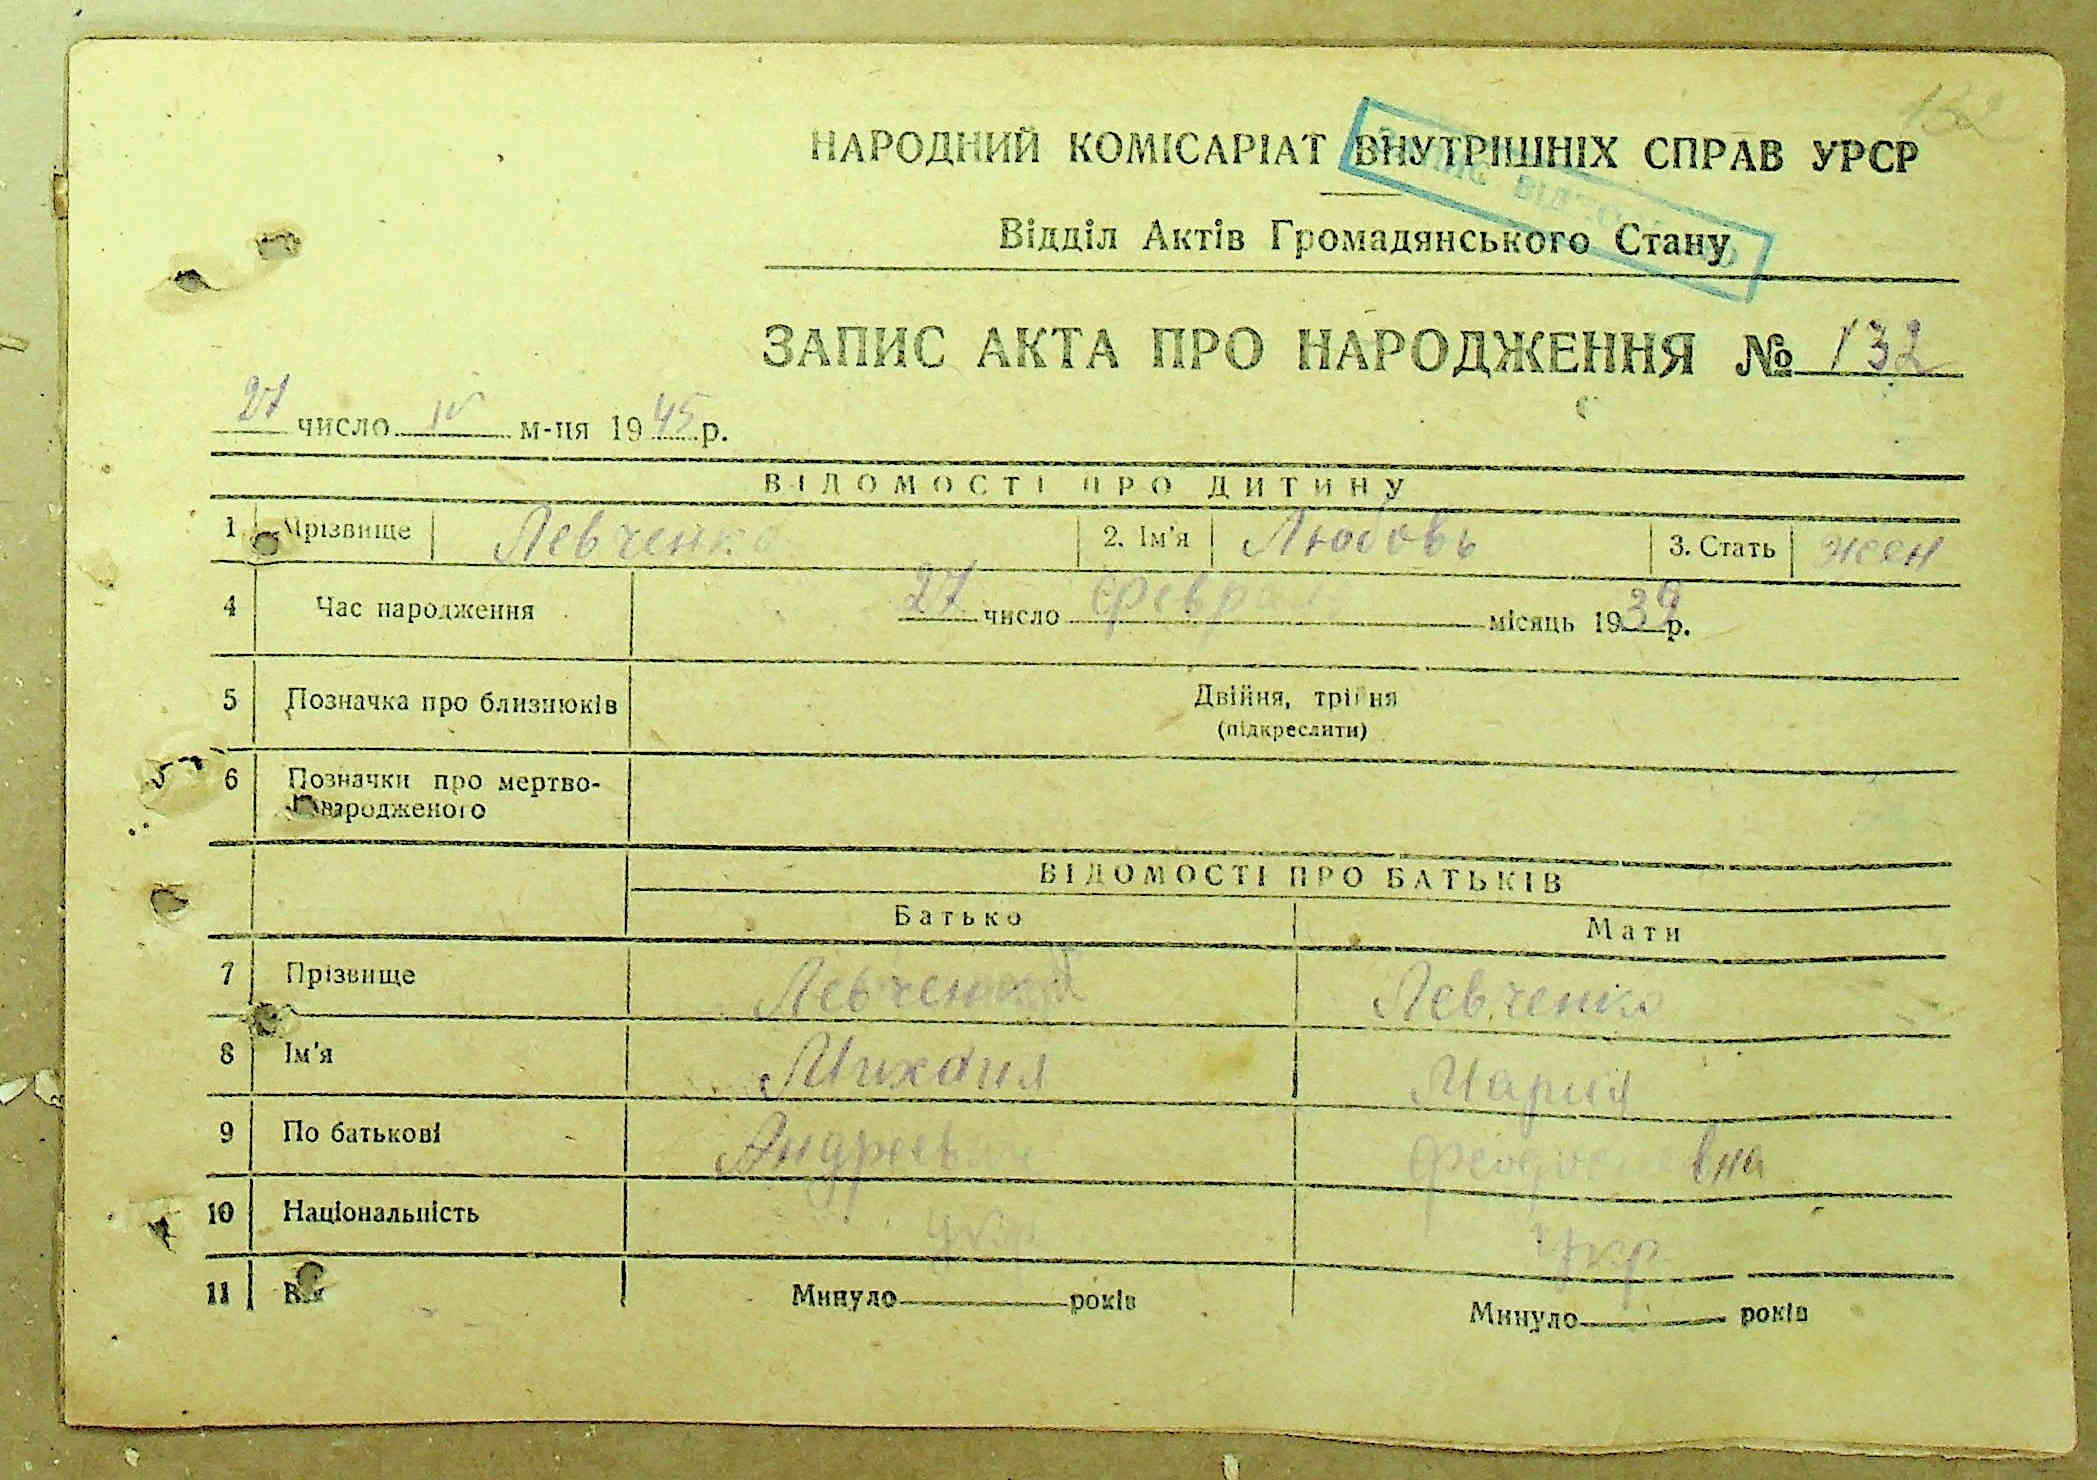 132
НАРОДНИЙ КОМІСАРІАТ ВНУТРІШНІХ СПРАВ УРСР
Відділ Актів Громадянського Стану
ЗАПИС АКТА ПРО НАРОДЖЕННЯ № 132
27 число IV м-ця 1945 р.
ВІДОМОСТІ ПРО ДИТИНУ
1 Прізвище Левченко 2. Ім'я Любовь 3. Стать жен
4 Час народження 27 число феврал місяць 1939 р.
5 Позначка про близнюків Двійня, трійня
(підкреслити)
6 Позначки про мертво-
народженого
ВІДОМОСТІ ПРО БАТЬКІВ
Батько Мати
7 Прізвище Левченко Левченко
8 Ім'я Михаил Мария
9 По батькові Андреевич
10 Національність укр Укр
11 Вік Минуло років Минуло років